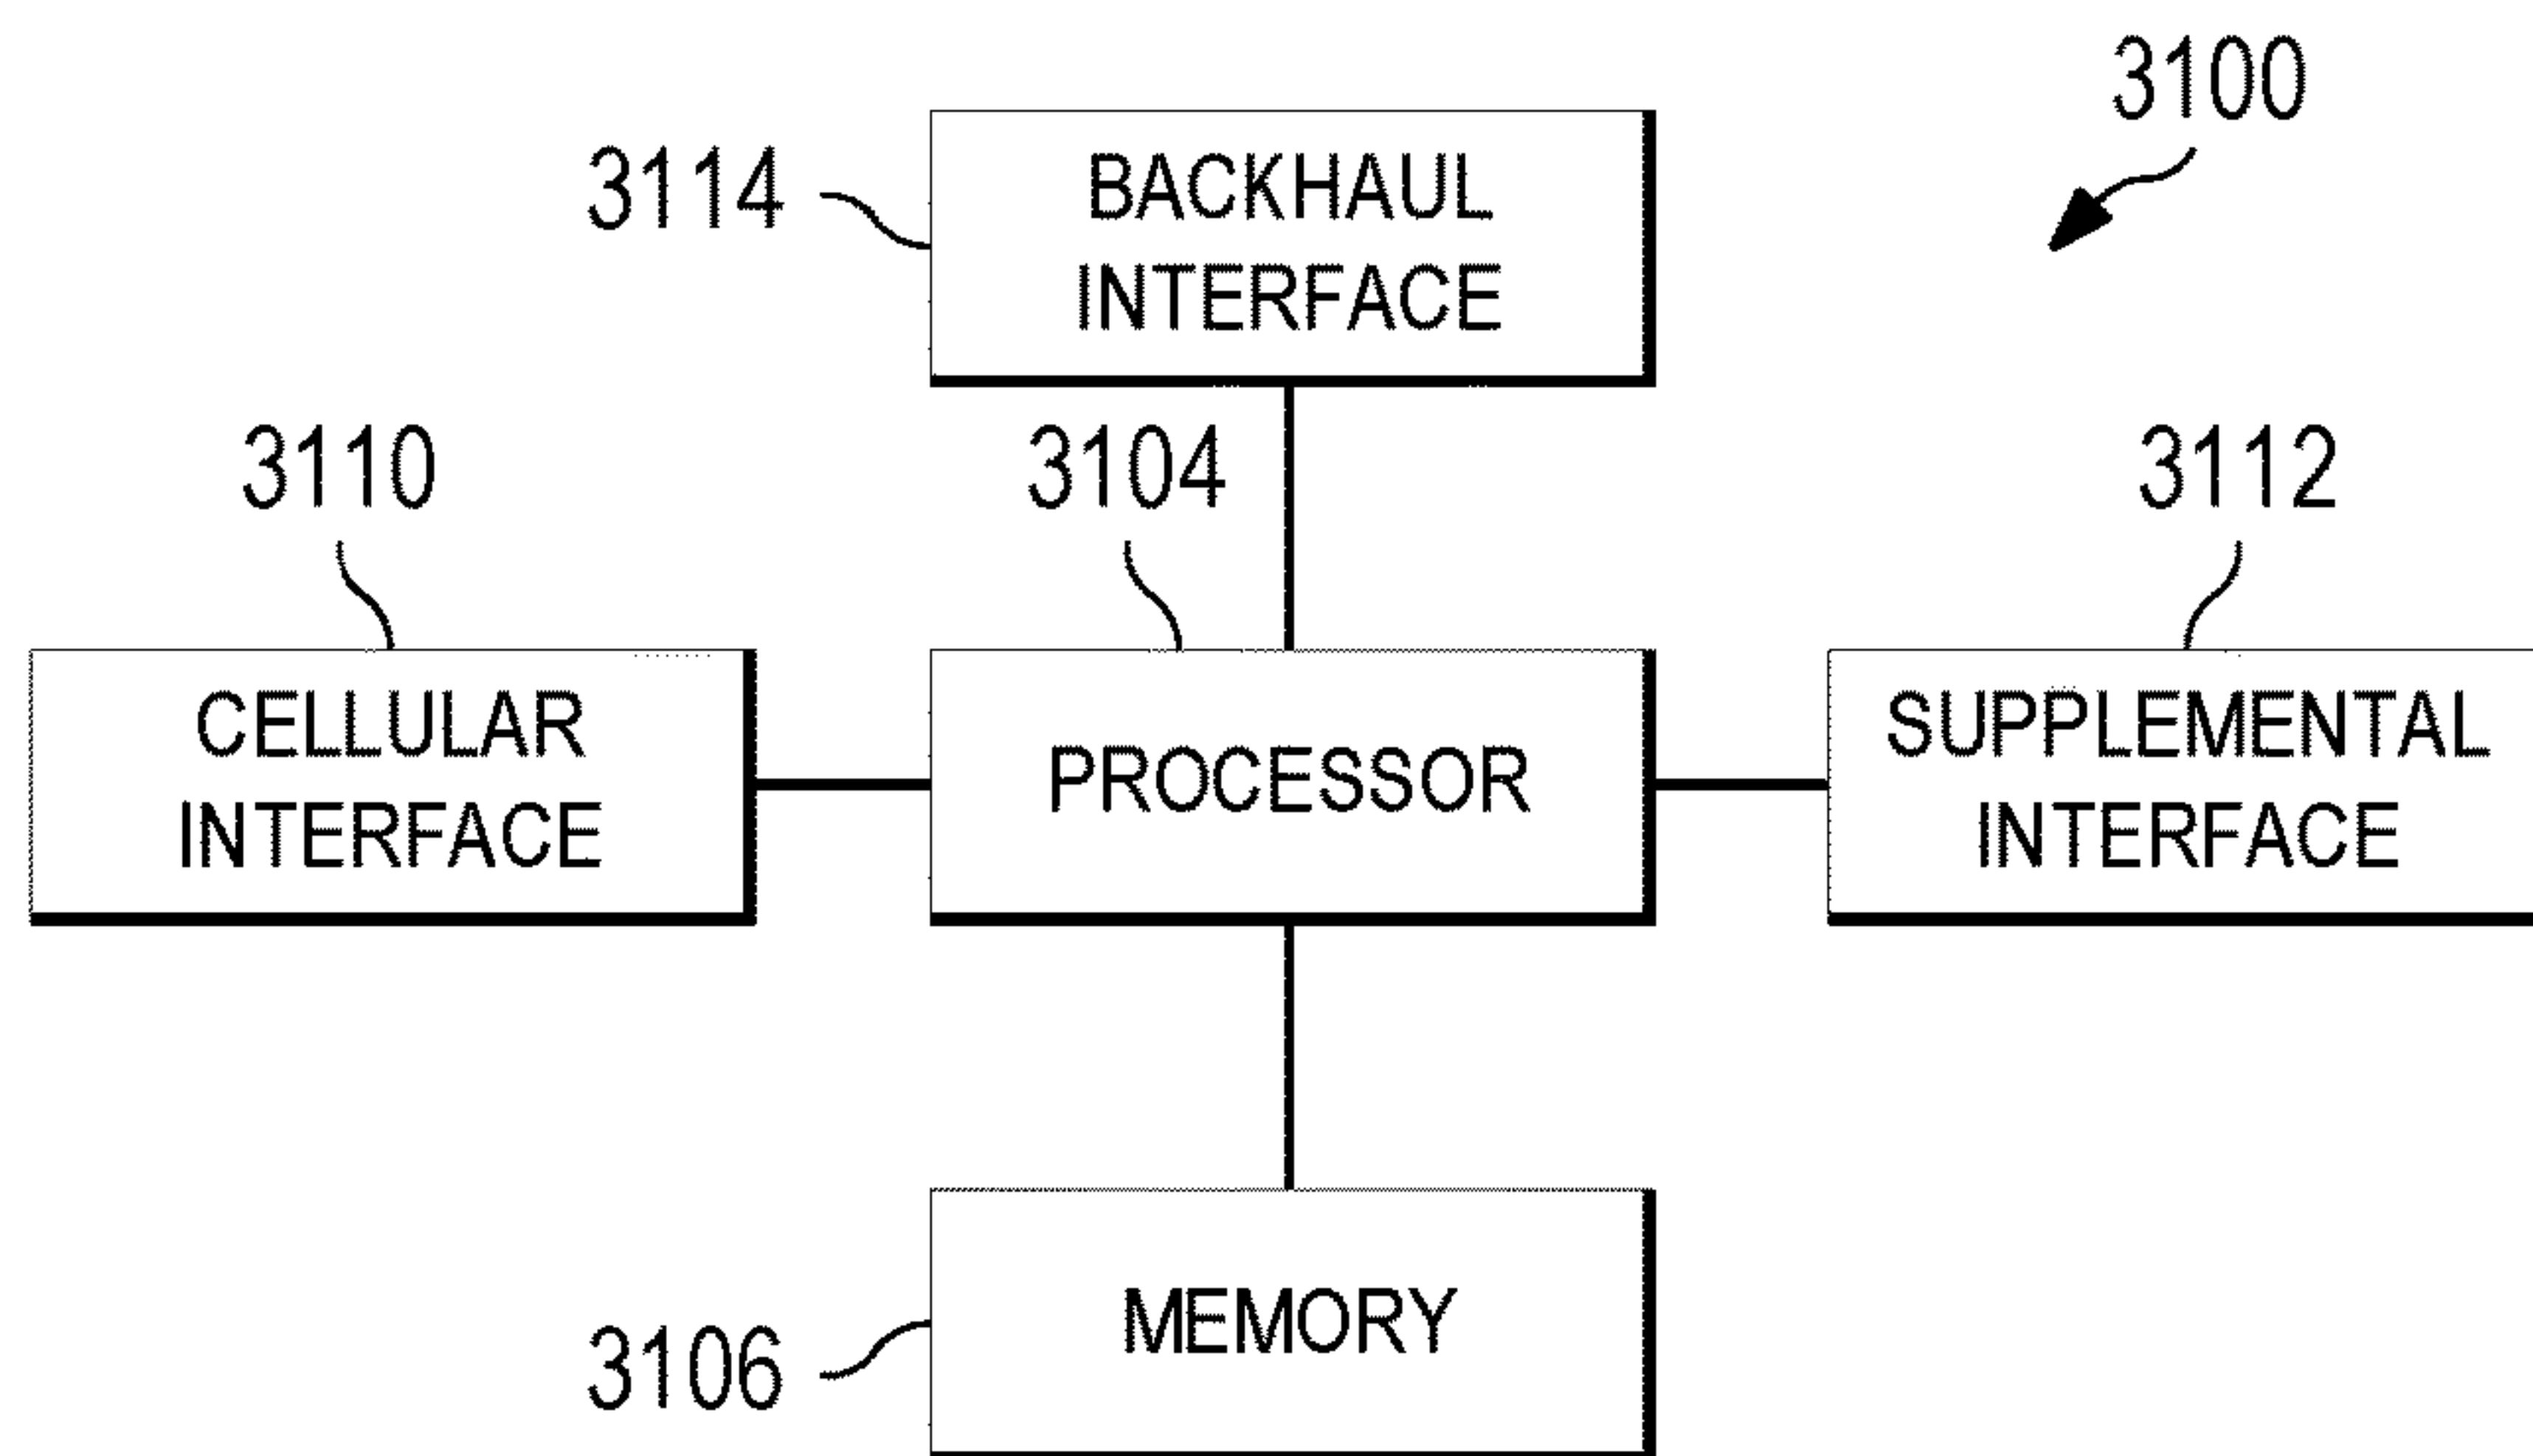 3100
3114
BACKHAUL
INTERFACE
3110
3104
3112
CELLULAR
INTERFACE
PROCESSOR
SUPPLEMENTAL
INTERFACE
MEMORY
3106